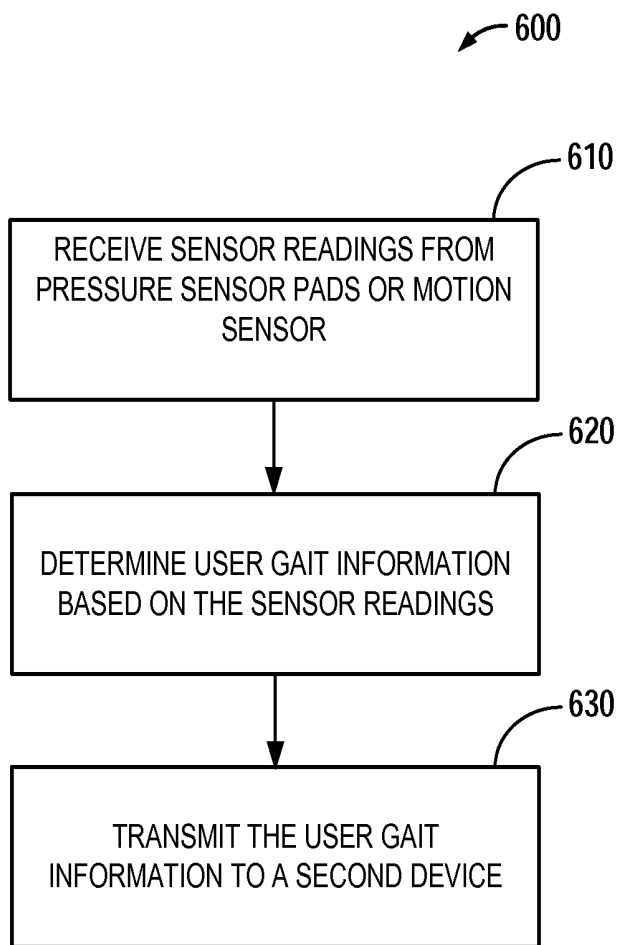 600
610
RECEIVE SENSOR READINGS FROM
PRESSURE SENSOR PADS OR MOTION
SENSOR
620
DETERMINE USER GAIT INFORMATION
BASED ON THE SENSOR READINGS
630
TRANSMIT THE USER GAIT
INFORMATION TO A SECOND DEVICE